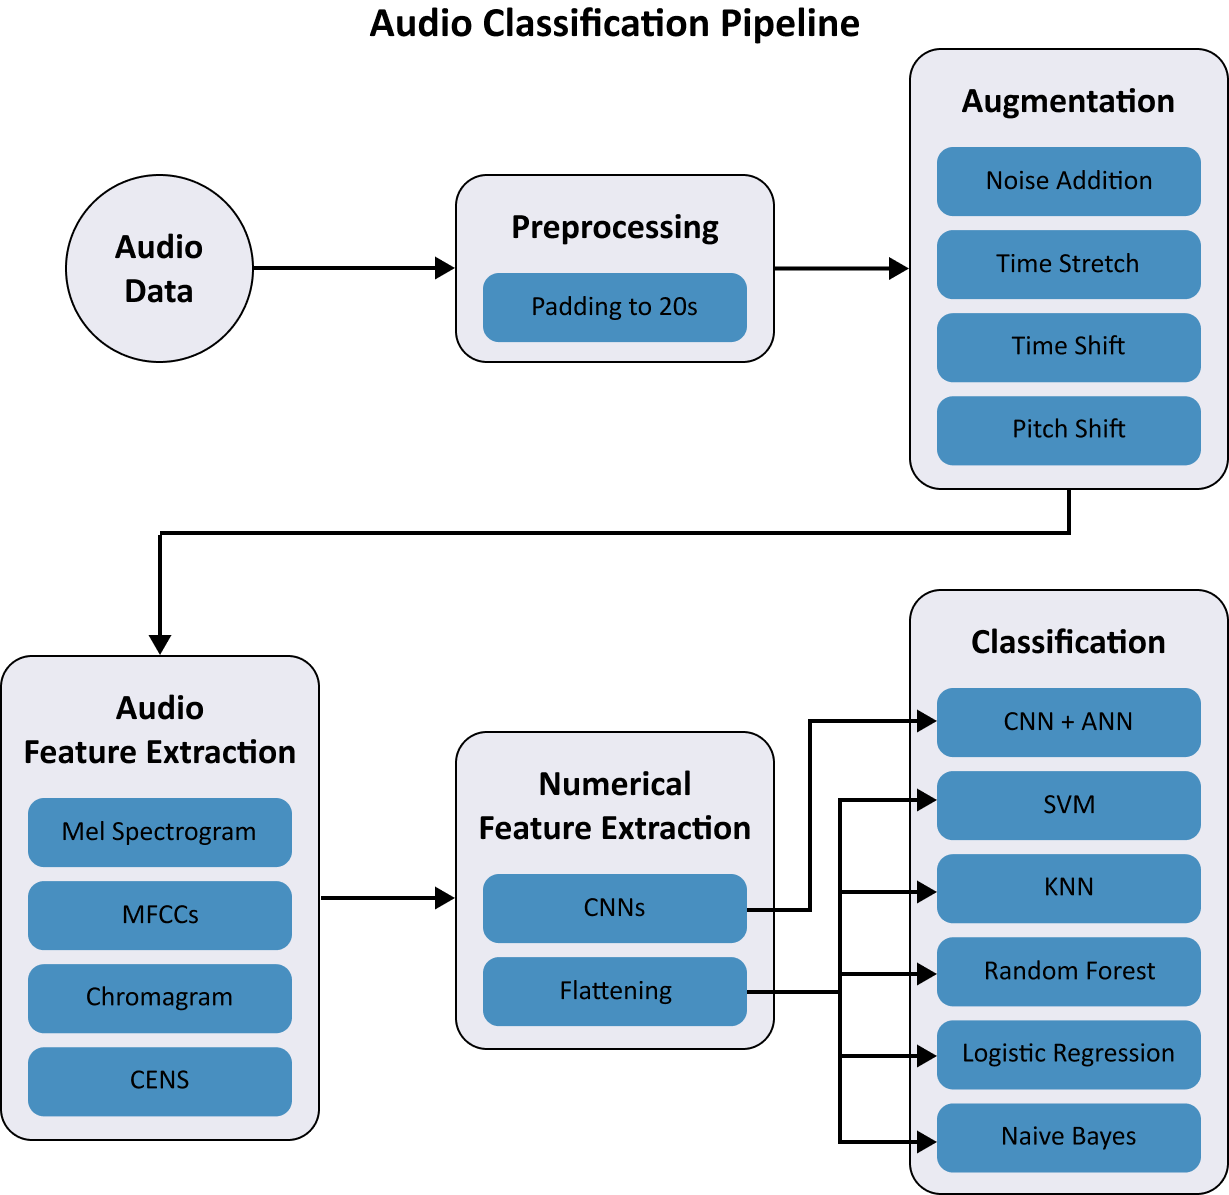 Audio Classification Pipeline
Audio
Data
Preprocessing
Padding to 20s
Augmentation
Noise Addition
Time Stretch
Time Shift
Pitch Shift
Audio
Feature Extraction
Mel Spectrogram
MFCCs
Chromagram
CENS
Numerical
Feature Extraction
CNNs
Flattening
Classification
CNN + ANN
SVM
KNN
Random Forest
Logistic Regression
Naive Bayes